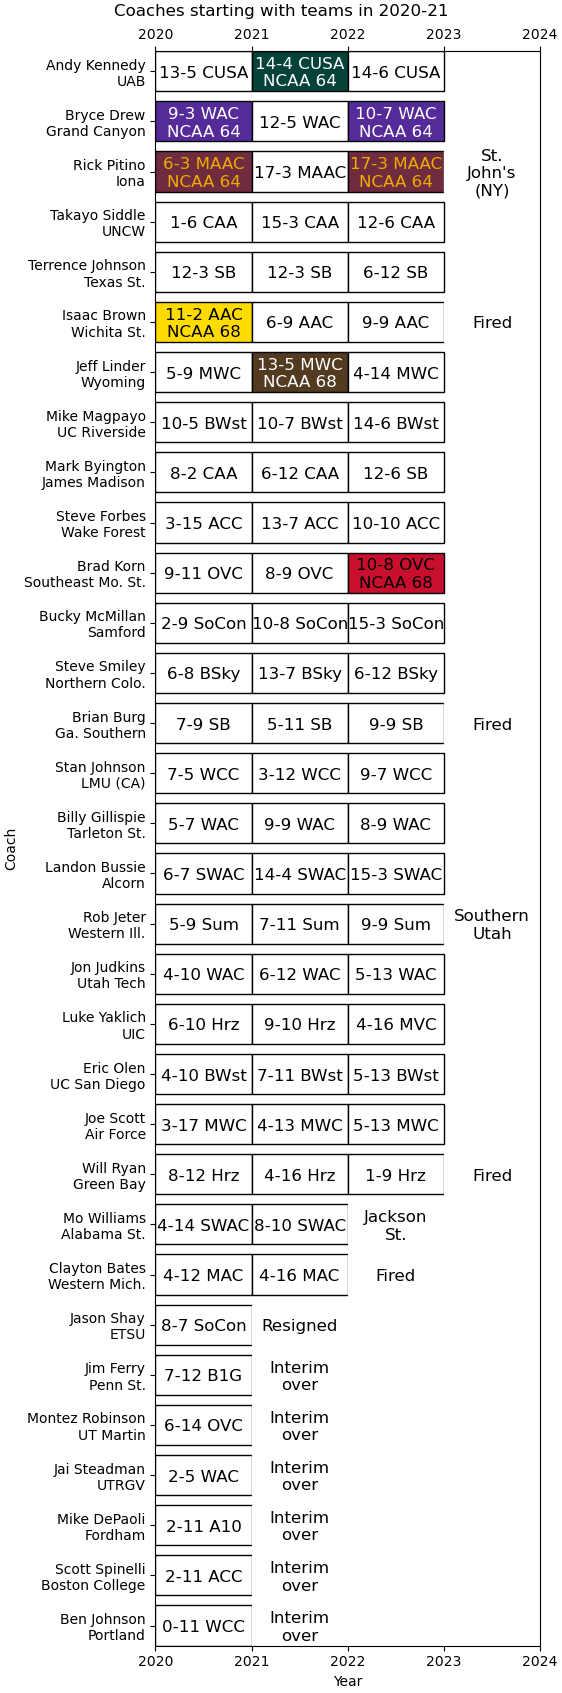 Coaches starting with teams in 2020-21
2020 2021 2022 2023 2024
Andy Kennedy
UAB
13-5 CUSA
14-4 CUSA
NCAA 64
14-6 CUSA
Bryce Drew
Grand Canyon
9-3 WAC
NCAA 64
12-5 WAC
10-7 WAC
NCAA 64
Rick Pitino
Iona
6-3 MAAC
NCAA 64
17-3 MAAC
17-3 MAAC
NCAA 64
St.
John's
(NY)
Takayo Siddle
UNCW
1-6 CAA
15-3 CAA
12-6 CAA
Terrence Johnson
Texas St.
12-3 SB
12-3 SB
6-12 SB
Isaac Brown
Wichita St.
11-2 AAC
NCAA 68
6-9 AAC
9-9 AAC
Fired
Jeff Linder
Wyoming
5-9 MWC
13-5 MWC
NCAA 68
4-14 MWC
Mike Magpayo
UC Riverside
10-5 BWst
10-7 BWst
14-6 BWst
Mark Byington
James Madison
8-2 CAA
6-12 CAA
12-6 SB
Steve Forbes
Wake Forest
3-15 ACC
13-7 ACC
10-10 ACC
Brad Korn
Southeast Mo. St.
9-11 OVC
8-9 OVC
10-8 OVC
NCAA 68
Bucky McMillan
Samford
2-9 SoCon
10-8 SoCon
15-3 SoCon
Steve Smiley
Northern Colo.
6-8 BSky
13-7 BSky
6-12 BSky
Brian Burg
Ga. Southern
7-9 SB
5-11 SB
9-9 SB
Fired
Stan Johnson
LMU (CA)
7-5 WCC
3-12 WCC
9-7 WCC
Billy Gillispie
Tarleton St.
5-7 WAC
9-9 WAC
8-9 WAC
Landon Bussie
Alcorn
6-7 SWAC
14-4 SWAC
15-3 SWAC
Rob Jeter
Western Ill.
5-9 Sum
7-11 Sum
9-9 Sum
Southern
Utah
Jon Judkins
Utah Tech
4-10 WAC
6-12 WAC
5-13 WAC
Luke Yaklich
UIC
6-10 Hrz
9-10 Hrz
4-16 MVC
Eric Olen
UC San Diego
4-10 BWst
7-11 BWst
5-13 BWst
Joe Scott
Air Force
3-17 MWC
4-13 MWC
5-13 MWC
Will Ryan
Green Bay
8-12 Hrz
4-16 Hrz
1-9 Hrz
Fired
Mo Williams
Alabama St.
4-14 SWAC
8-10 SWAC
Jackson
St.
Clayton Bates
Western Mich.
4-12 MAC
4-16 MAC
Fired
Jason Shay
ETSU
8-7 SoCon
Resigned
Jim Ferry
Penn St.
7-12 B1G
Interim
over
Montez Robinson
UT Martin
6-14 OVC
Interim
over
Jai Steadman
UTRGV
2-5 WAC
Interim
over
Mike DePaoli
Fordham
2-11 A10
Interim
over
Scott Spinelli
Boston College
2-11 ACC
Interim
over
Ben Johnson
Portland
0-11 WCC
Interim
over
2020 2021 2022 2023 2024
Year
Coach